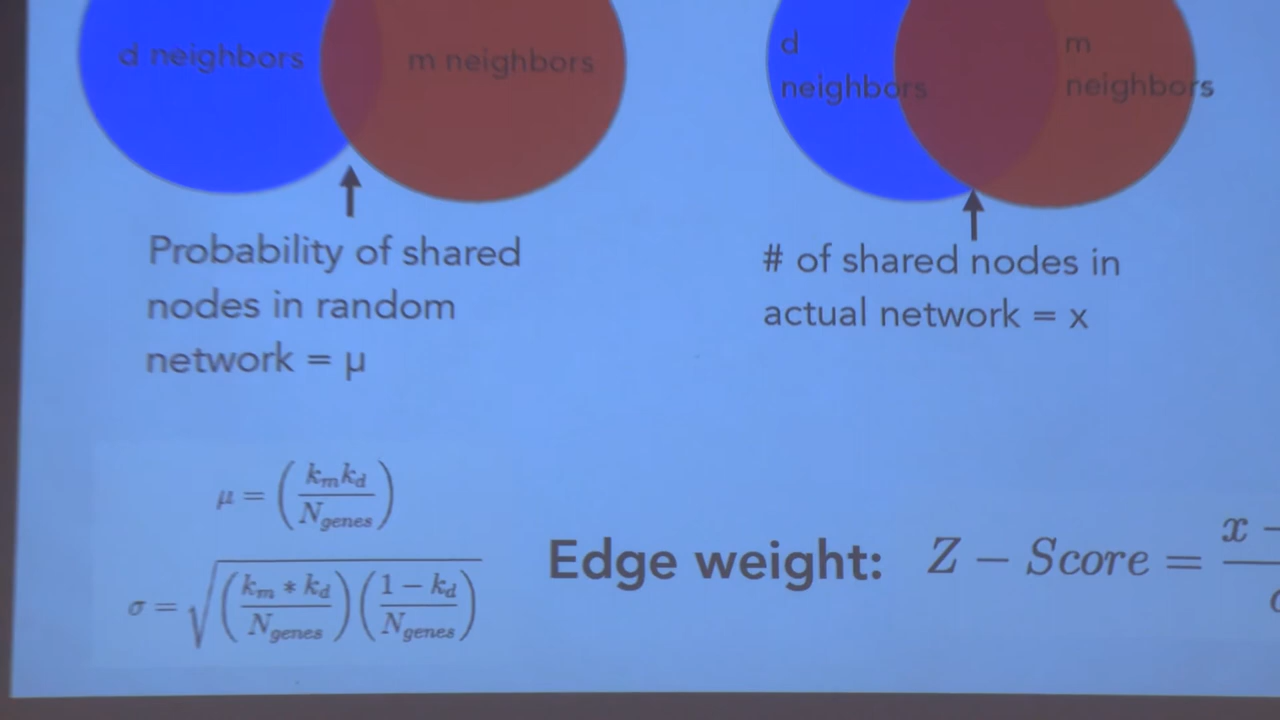 d neighbors
m neighbors
d
neighbors
m
neighbors
Probability of shared
nodes in random
network = μ
# of shared nodes in
actual network = x
μ = (k_m k_d / N_genes)
σ = √((k_m * k_d / N_genes)(1 − k_d / N_genes))
Edge weight: Z − Score = x −